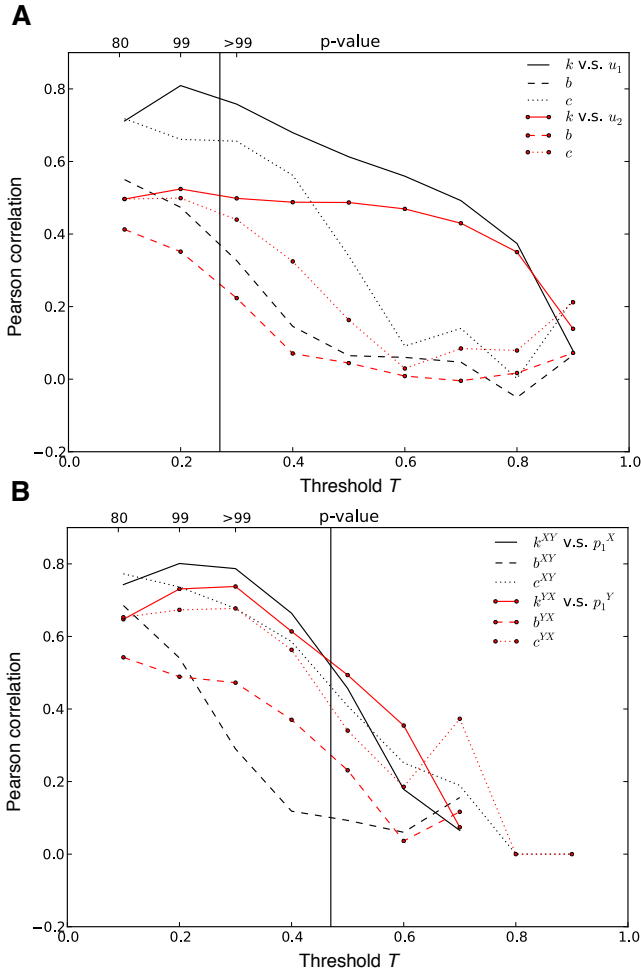 A
80 99 >99 p-value
k v.s. u₁
b
c
k v.s. u₂
b
c
0.8
0.6
0.4
0.2
0.0
−0.2
Pearson correlation
0.0 0.2 0.4 0.6 0.8 1.0
Threshold T
B
80 99 >99 p-value
k^{XY} v.s. p₁^{X}
b^{XY}
c^{XY}
k^{YX} v.s. p₁^{Y}
b^{YX}
c^{YX}
0.8
0.6
0.4
0.2
0.0
−0.2
Pearson correlation
0.0 0.2 0.4 0.6 0.8 1.0
Threshold T